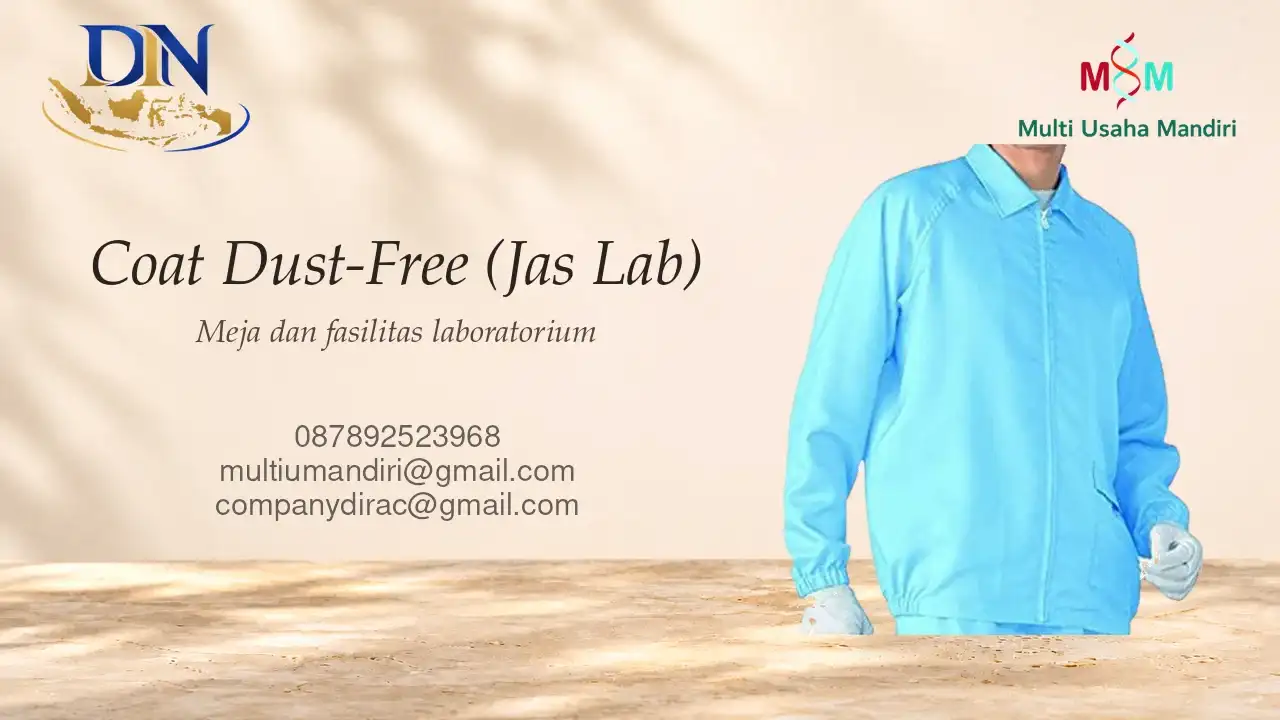 DIN
M M
Multi Usaha Mandiri
Coat Dust-Free (Jas Lab)
Meja dan fasilitas laboratorium
087892523968
multiumandiri@gmail.com
companydirac@gmail.com